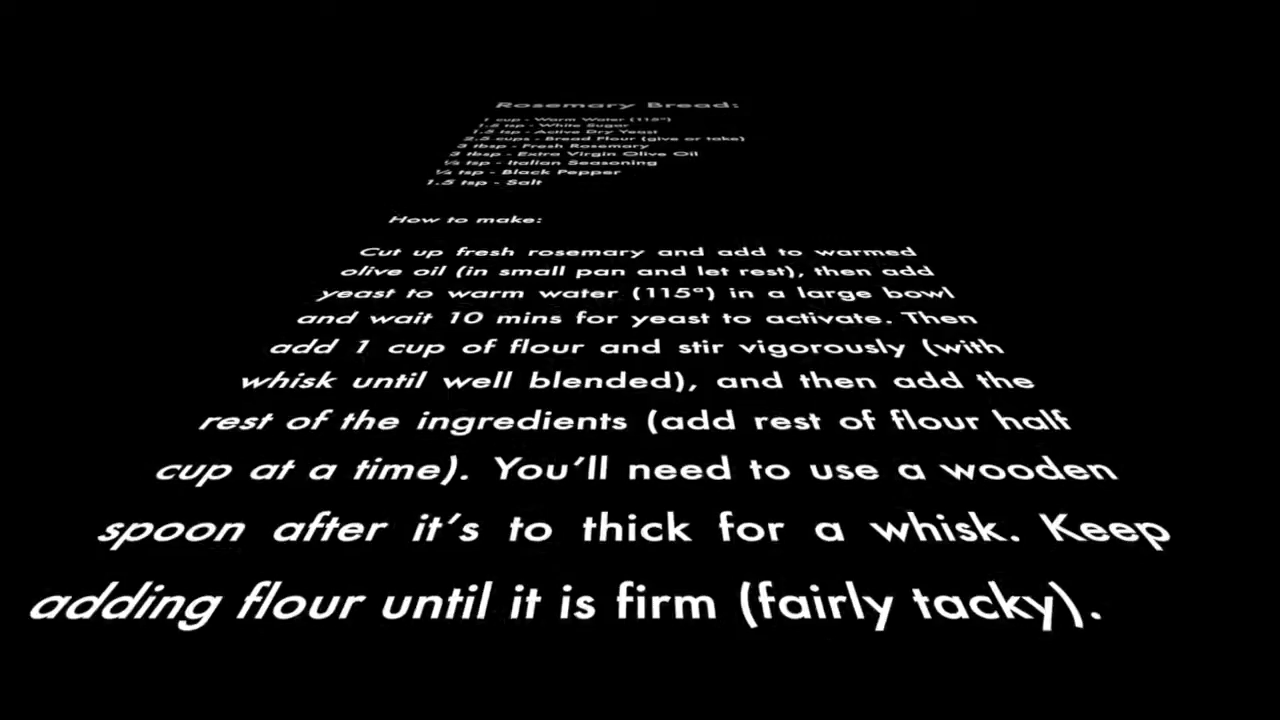 Rosemary Bread:
1 cup - Warm Water (115º)
1.5 tsp - White Sugar
1.5 tsp - Active Dry Yeast
2.5 cups - Bread Flour (give or take)
3 tbsp - Fresh Rosemary
3 tbsp - Extra Virgin Olive Oil
tsp - Italian Seasoning
tsp - Black Pepper
1.5 tsp - Salt
How to make:
Cut up fresh rosemary and add to warmed
olive oil (in small pan and let rest), then add
yeast to warm water (115º) in a large bowl
and wait 10 mins for yeast to activate. Then
add 1 cup of flour and stir vigorously (with
whisk until well blended), and then add the
rest of the ingredients (add rest of flour half
cup at a time). You’ll need to use a wooden
spoon after it’s to thick for a whisk. Keep
adding flour until it is firm (fairly tacky).